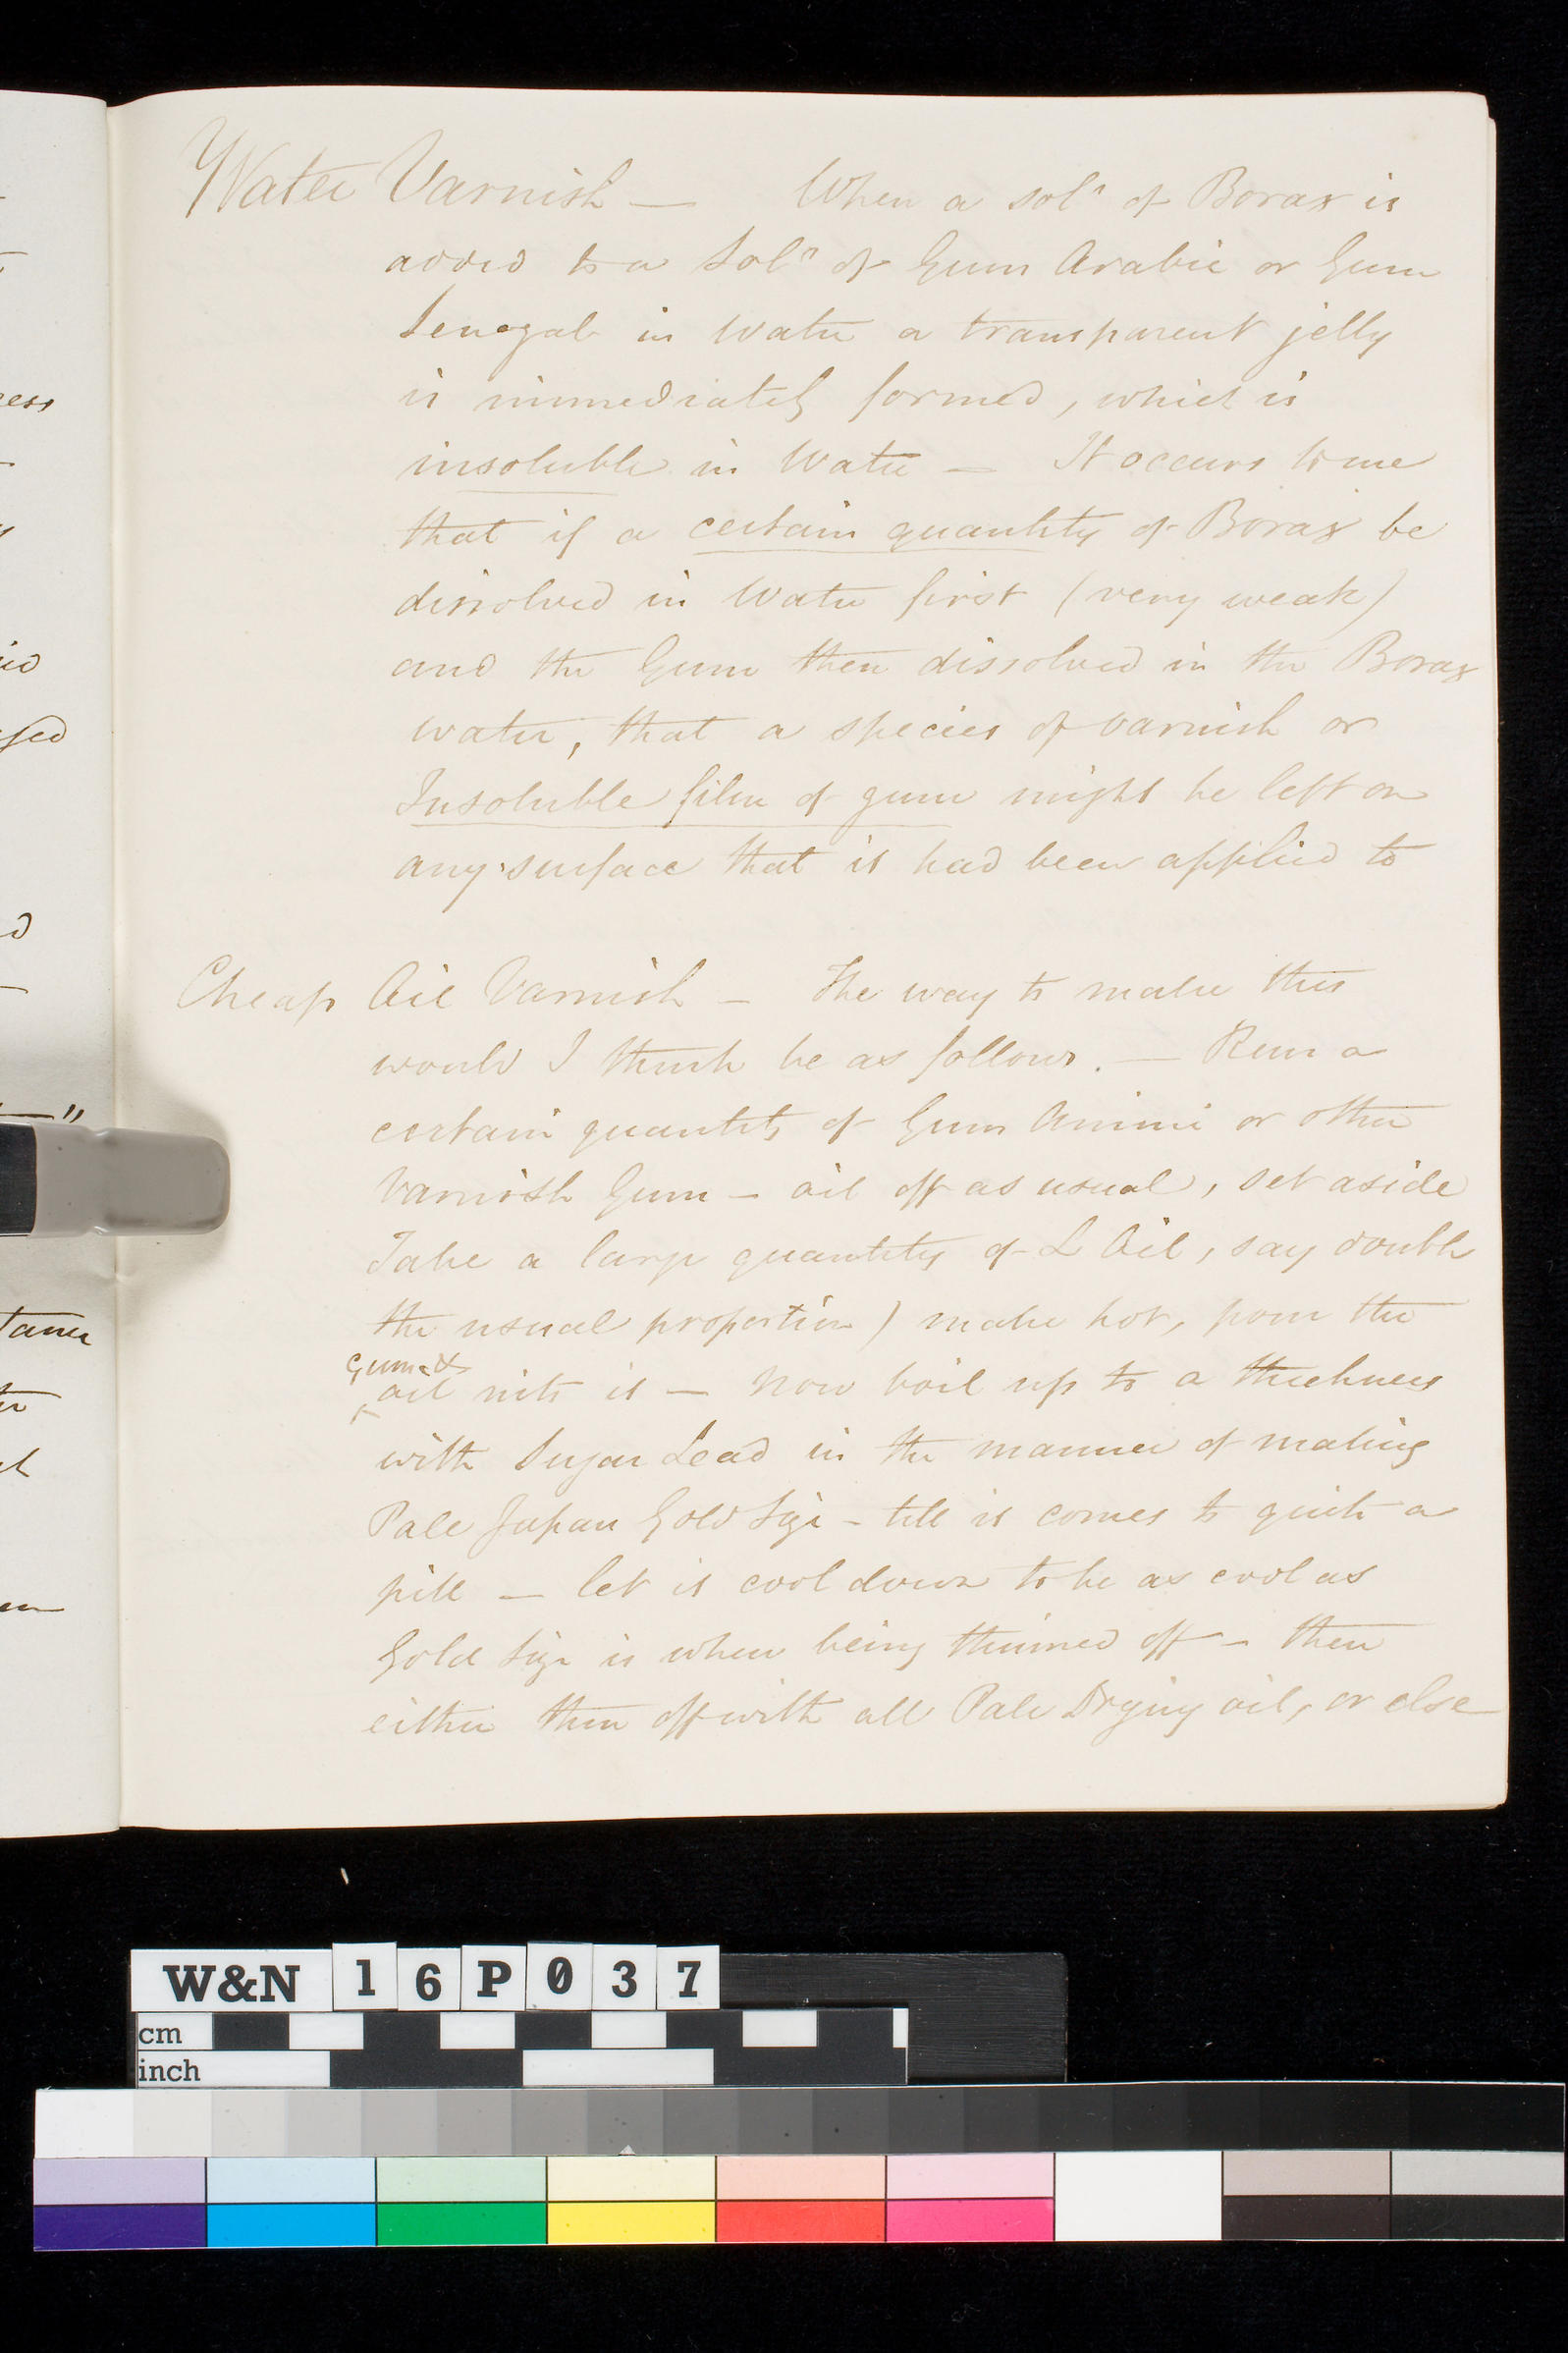 Water Varnish — When a solⁿ of Borax is
added to a Solⁿ of Gum Arabic or Gum
Senegal in Water a transparent jelly
is immediately formed, which is
insoluble in Water — It occurs to me
that if a certain quantity of Borax be
dissolved in Water first (very weak)
and the Gum then dissolved in the Borax
water, that a species of varnish or
Insoluble film of gum might be left on
any surface that it had been applied to
Cheap Oil Varnish — The way to make this
would I think be as follows. — Run a
certain quantity of Gum Animi or other
Varnish Gum — oil off as usual, set aside
Take a large quantity of L Oil, say double
the usual proportion) make hot, pour the
gum &
oil into it — Now boil up to a thickness
with Sugar Lead in the manner of making
Pale Japan Gold Size — till it comes to quite a
pill — let it cool down to be as cool as
Gold Size is when being thinned off — then
either thin off with all Pale Drying oil, or else
ess
sed
W&N 16P037
cm
inch